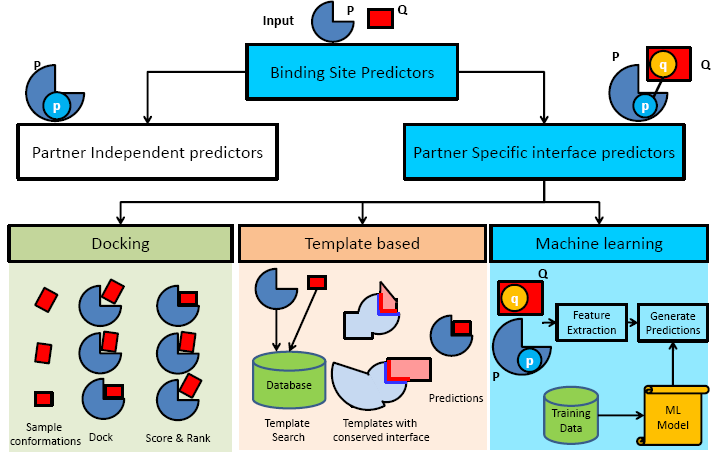 Input
P
Q
Binding Site Predictors
P
p
P
q
Q
p
Partner Independent predictors
Partner Specific interface predictors
Docking
Template based
Machine learning
Sample
conformations
Dock
Score & Rank
Database
Template
Search
Templates with
conserved interface
Predictions
Q
q
P
p
Feature
Extraction
Generate
Predictions
Training
Data
ML
Model